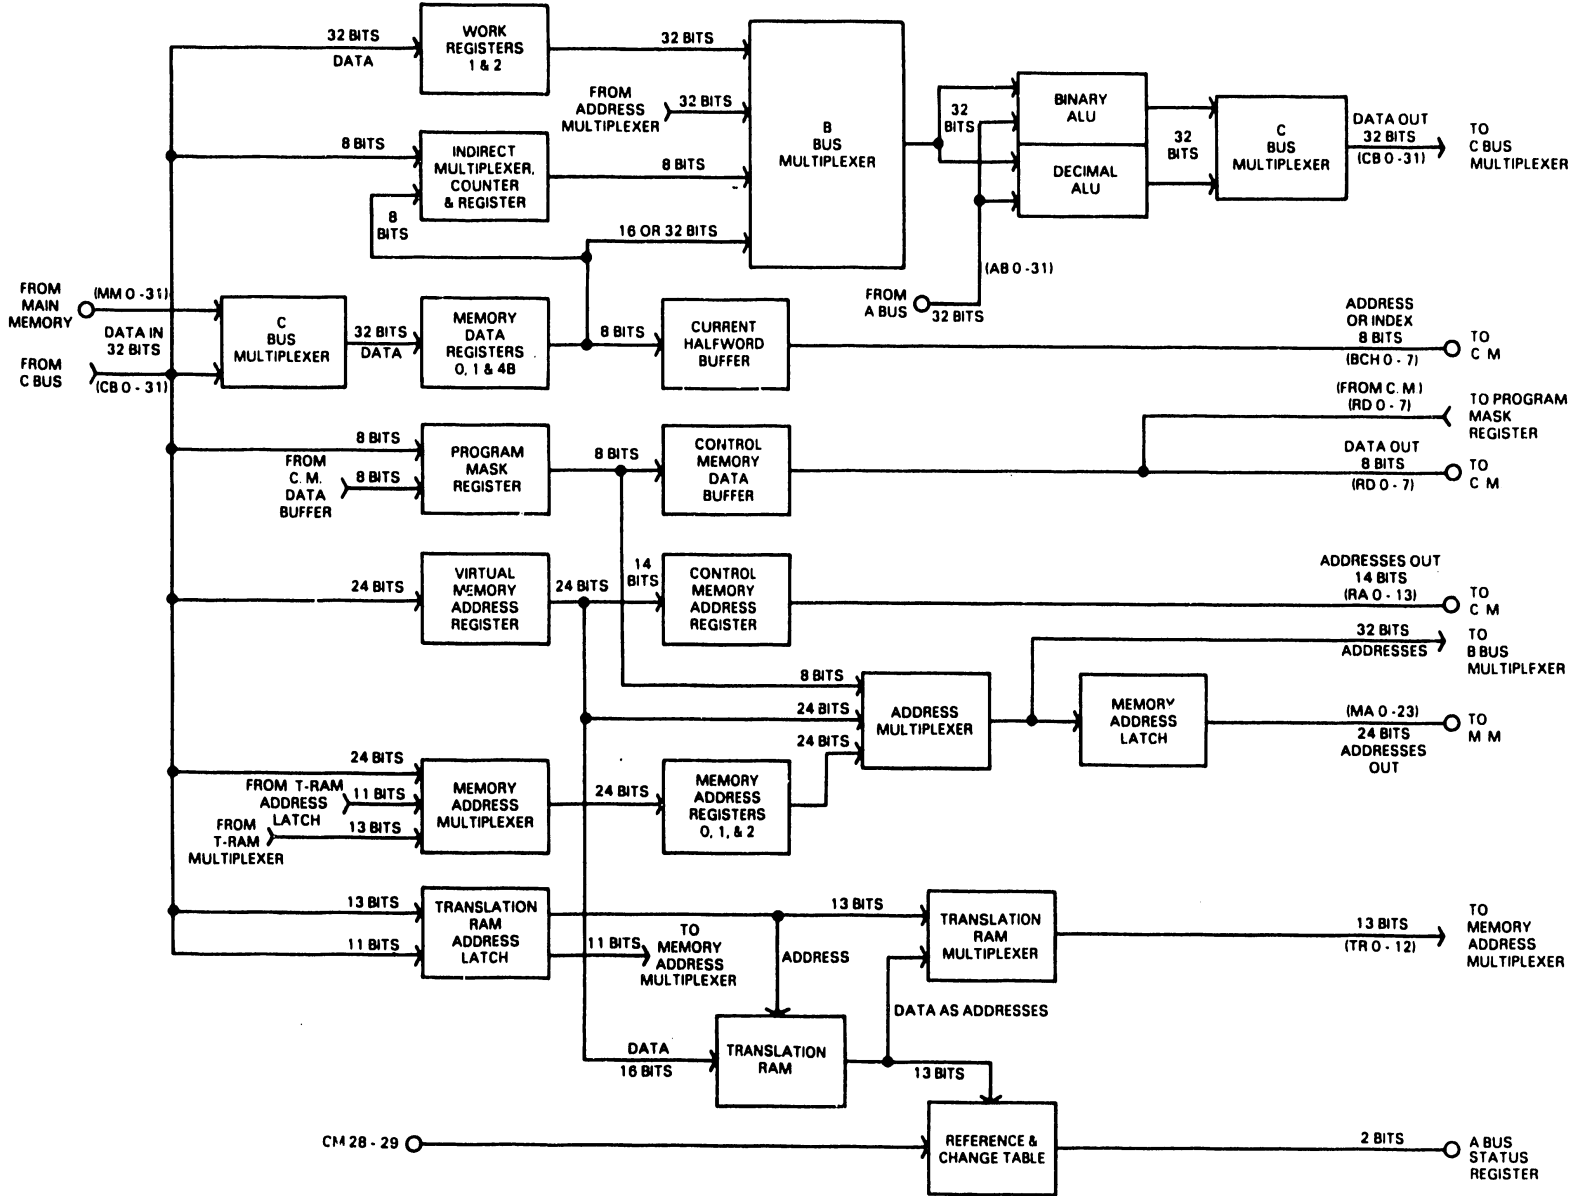 32 BITS
DATA
WORK
REGISTERS
1 & 2
32 BITS
FROM
ADDRESS
MULTIPLEXER
32 BITS
8 BITS
INDIRECT
MULTIPLEXER,
COUNTER
& REGISTER
8 BITS
8
BITS
16 OR 32 BITS
B
BUS
MULTIPLEXER
32
BITS
BINARY
ALU
DECIMAL
ALU
32
BITS
C
BUS
MULTIPLEXER
DATA OUT
32 BITS
(CB 0 - 31)
TO
C BUS
MULTIPLEXER
(AB 0 - 31)
FROM
A BUS
32 BITS
FROM
MAIN
MEMORY
(MM 0 - 31)
DATA IN
32 BITS
FROM
C BUS
(CB 0 - 31)
C
BUS
MULTIPLEXER
32 BITS
DATA
MEMORY
DATA
REGISTERS
0, 1 & 4B
8 BITS
CURRENT
HALFWORD
BUFFER
ADDRESS
OR INDEX
8 BITS
(BCH 0 - 7)
TO
C M
(FROM C. M)
(RD 0 - 7)
TO PROGRAM
MASK
REGISTER
8 BITS
FROM
C. M.
DATA
BUFFER
8 BITS
PROGRAM
MASK
REGISTER
8 BITS
CONTROL
MEMORY
DATA
BUFFER
DATA OUT
8 BITS
(RD 0 - 7)
TO
C M
24 BITS
VIRTUAL
MEMORY
ADDRESS
REGISTER
24 BITS
14
BITS
CONTROL
MEMORY
ADDRESS
REGISTER
ADDRESSES OUT
14 BITS
(RA 0 - 13)
TO
C M
32 BITS
ADDRESSES
TO
B BUS
MULTIPLEXER
8 BITS
24 BITS
24 BITS
ADDRESS
MULTIPLEXER
MEMORY
ADDRESS
LATCH
(MA 0 - 23)
24 BITS
ADDRESSES
OUT
TO
M M
24 BITS
FROM T-RAM
ADDRESS
LATCH
11 BITS
FROM
T-RAM
MULTIPLEXER
13 BITS
MEMORY
ADDRESS
MULTIPLEXER
24 BITS
MEMORY
ADDRESS
REGISTERS
0, 1, & 2
13 BITS
11 BITS
TRANSLATION
RAM
ADDRESS
LATCH
11 BITS
TO
MEMORY
ADDRESS
MULTIPLEXER
ADDRESS
13 BITS
TRANSLATION
RAM
MULTIPLEXER
13 BITS
(TR 0 - 12)
TO
MEMORY
ADDRESS
MULTIPLEXER
DATA AS ADDRESSES
DATA
16 BITS
TRANSLATION
RAM
13 BITS
CM 28 - 29
REFERENCE &
CHANGE TABLE
2 BITS
A BUS
STATUS
REGISTER